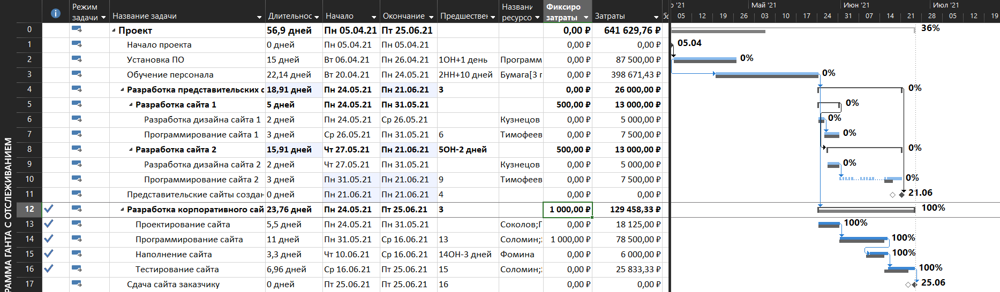 Режим задачи Название задачи Длительнос Начало Окончание Предшествен Названи ресурсо Фиксиро затраты Затраты
'21 Май '21 Июн '21 Июл '21
05 12 19 26 03 10 17 24 31 07 14 21 28 05 12 19
РАММА ГАНТА С ОТСЛЕЖИВАНИЕМ
0 Проект 56,9 дней Пн 05.04.21 Пт 25.06.21 0,00 ₽ 641 629,76 ₽ 36%
1 Начало проекта 0 дней Пн 05.04.21 Пн 05.04.21 0,00 ₽ 0,00 ₽ 05.04
2 Установка ПО 15 дней Вт 06.04.21 Пн 26.04.21 1ОН+1 день Программ 0,00 ₽ 87 500,00 ₽ 0%
3 Обучение персонала 22,14 дней Вт 20.04.21 Пн 24.05.21 2НН+10 дней Бумага[3 г 0,00 ₽ 398 671,43 ₽ 0%
4 Разработка представительских с 18,91 дней Пн 24.05.21 Пн 21.06.21 3 0,00 ₽ 26 000,00 ₽ 0%
5 Разработка сайта 1 5 дней Пн 24.05.21 Пн 31.05.21 500,00 ₽ 13 000,00 ₽ 0%
6 Разработка дизайна сайта 1 2 дней Пн 24.05.21 Ср 26.05.21 Кузнецов 0,00 ₽ 5 000,00 ₽ 0%
7 Программирование сайта 1 3 дней Ср 26.05.21 Пн 31.05.21 6 Тимофеев 0,00 ₽ 7 500,00 ₽ 0%
8 Разработка сайта 2 15,91 дней Чт 27.05.21 Пн 21.06.21 5ОН-2 дней 500,00 ₽ 13 000,00 ₽ 0%
9 Разработка дизайна сайта 2 2 дней Чт 27.05.21 Пн 31.05.21 Кузнецов 0,00 ₽ 5 000,00 ₽ 0%
10 Программирование сайта 2 3 дней Пн 31.05.21 Пн 21.06.21 9 Тимофеев 0,00 ₽ 7 500,00 ₽ 0%
11 Представительские сайты создан 0 дней Пн 21.06.21 Пн 21.06.21 4 0,00 ₽ 0,00 ₽ 21.06
12 Разработка корпоративного сай 23,76 дней Пн 24.05.21 Пт 25.06.21 3 1 000,00 ₽ 129 458,33 ₽ 100%
13 Проектирование сайта 5,5 дней Пн 24.05.21 Пн 31.05.21 Соколов;Г 0,00 ₽ 18 125,00 ₽ 100%
14 Программирование сайта 11 дней Пн 31.05.21 Ср 16.06.21 13 Соломин; 1 000,00 ₽ 78 500,00 ₽ 100%
15 Наполнение сайта 3,3 дней Чт 10.06.21 Ср 16.06.21 14ОН-3 дней Фомина 0,00 ₽ 6 000,00 ₽ 100%
16 Тестирование сайта 6,96 дней Ср 16.06.21 Пт 25.06.21 15 Соломин; 0,00 ₽ 25 833,33 ₽ 100%
17 Сдача сайта заказчику 0 дней Пт 25.06.21 Пт 25.06.21 16 0,00 ₽ 0,00 ₽ 25.06